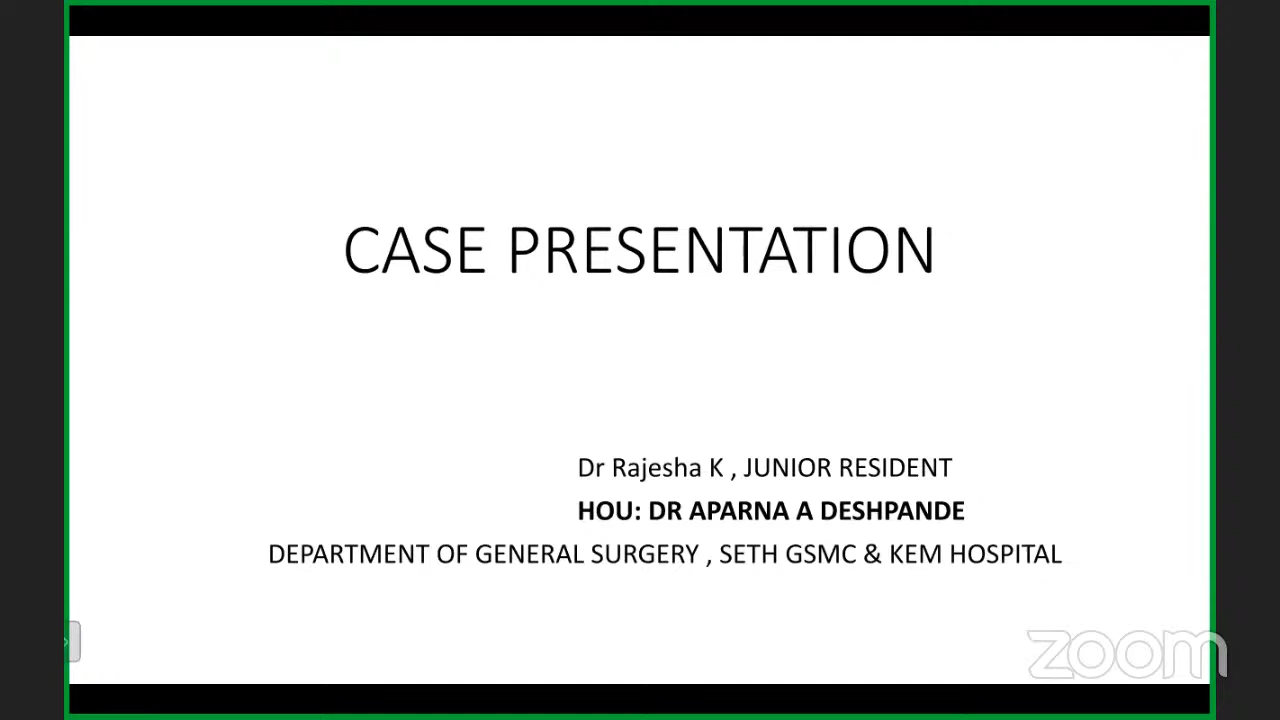 CASE PRESENTATION
Dr Rajesha K , JUNIOR RESIDENT
HOU: DR APARNA A DESHPANDE
DEPARTMENT OF GENERAL SURGERY , SETH GSMC & KEM HOSPITAL
zoom